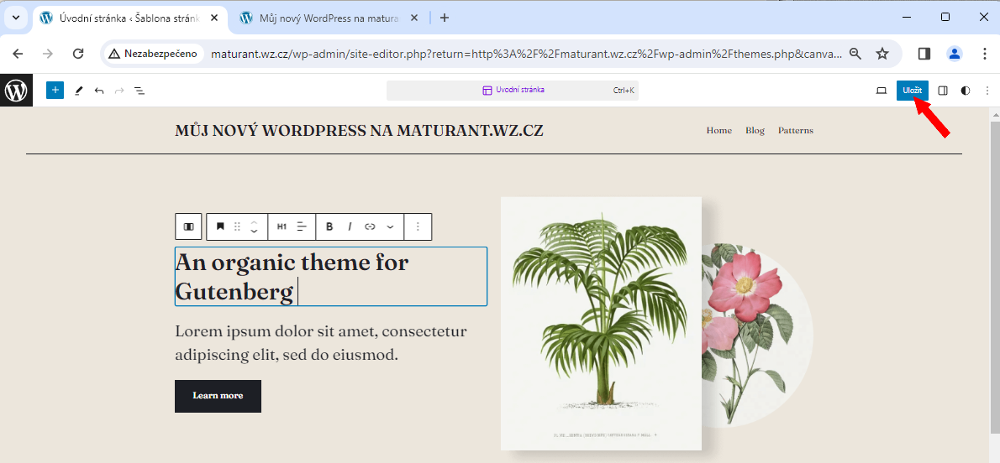 Úvodní stránka ‹ Šablona stránk
Můj nový WordPress na matura
Nezabezpečeno
maturant.wz.cz/wp-admin/site-editor.php?return=http%3A%2F%2Fmaturant.wz.cz%2Fwp-admin%2Fthemes.php&canva...
Úvodní stránka
Ctrl+K
Uložit
MŮJ NOVÝ WORDPRESS NA MATURANT.WZ.CZ
Home Blog Patterns
H1 B I
An organic theme for
Gutenberg
Lorem ipsum dolor sit amet, consectetur
adipiscing elit, sed do eiusmod.
Learn more